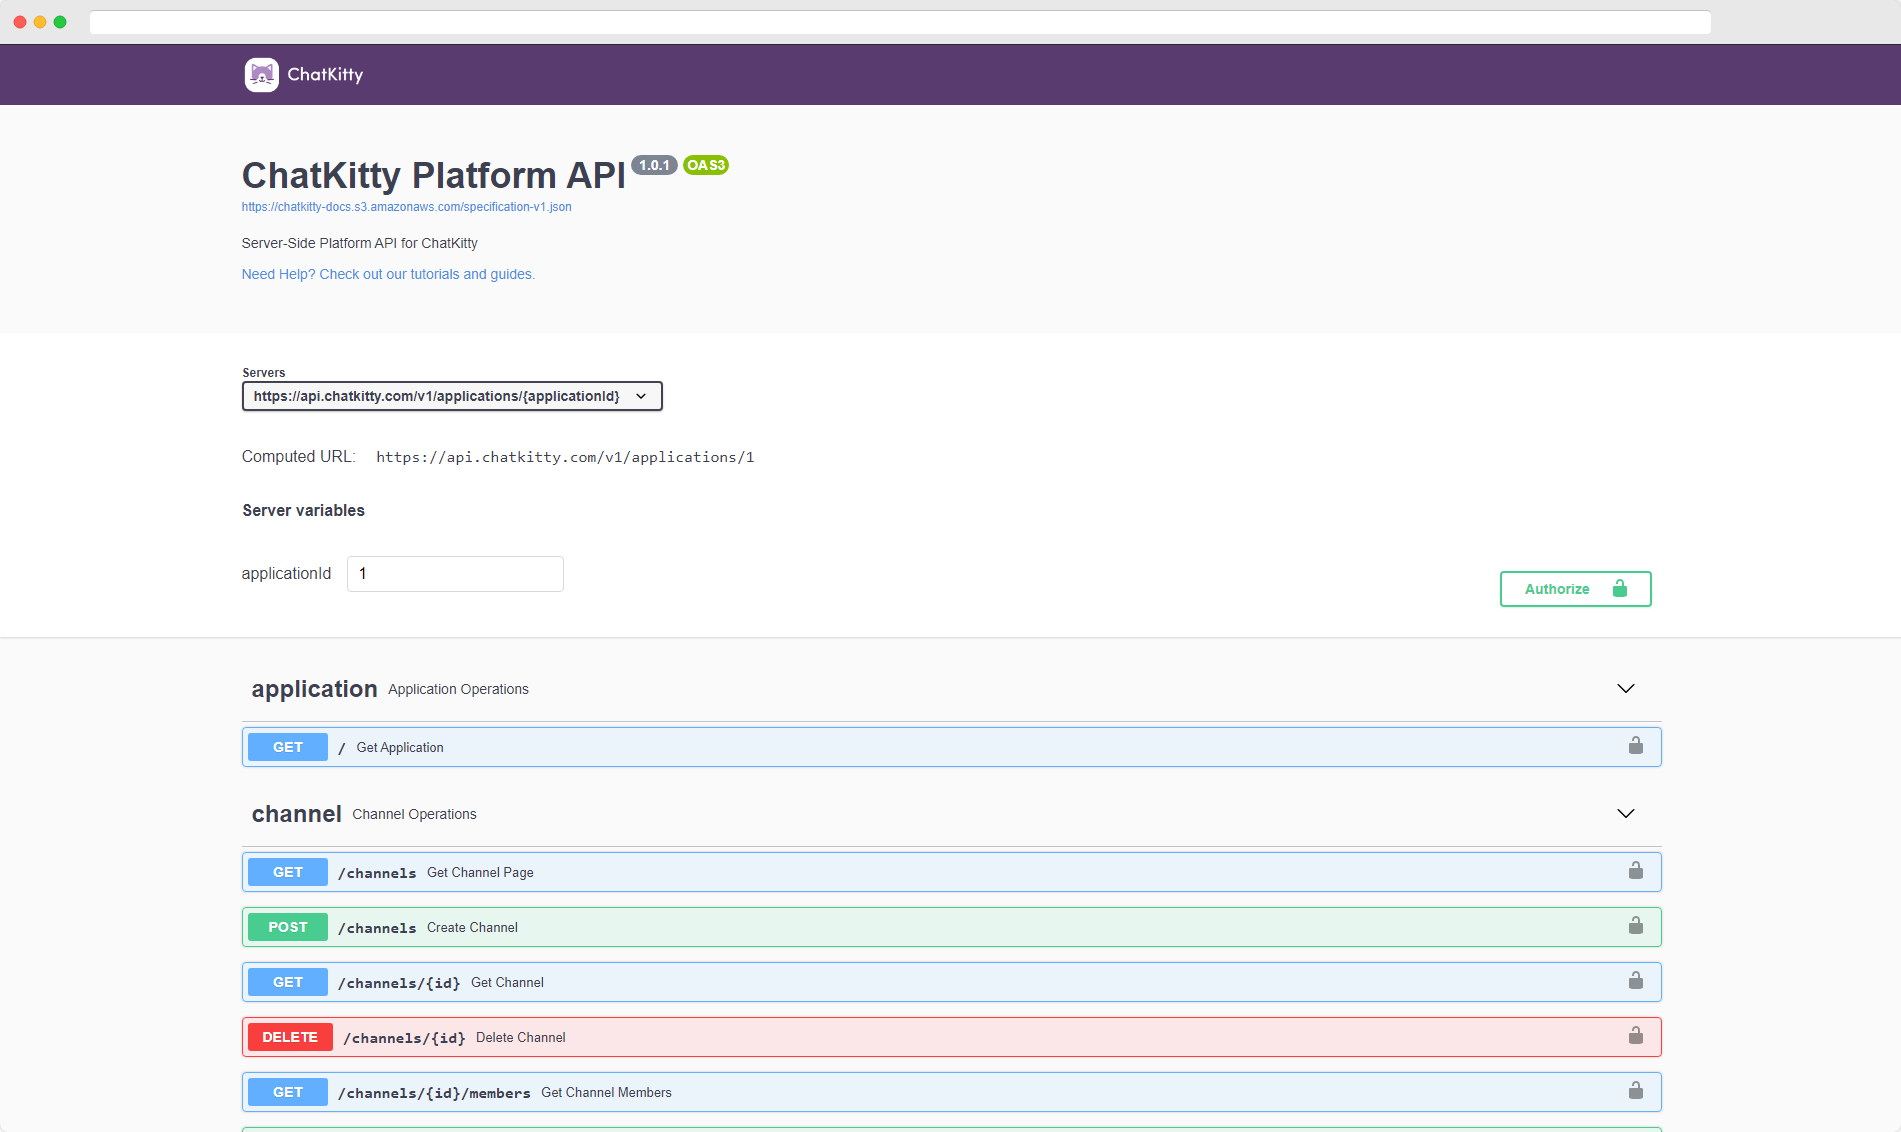 ChatKitty
ChatKitty Platform API 1.0.1 OAS3
https://chatkitty-docs.s3.amazonaws.com/specification-v1.json
Server-Side Platform API for ChatKitty
Need Help? Check out our tutorials and guides.
Servers
https://api.chatkitty.com/v1/applications/{applicationId}
Computed URL: https://api.chatkitty.com/v1/applications/1
Server variables
applicationId 1
Authorize
application Application Operations
GET / Get Application
channel Channel Operations
GET /channels Get Channel Page
POST /channels Create Channel
GET /channels/{id} Get Channel
DELETE /channels/{id} Delete Channel
GET /channels/{id}/members Get Channel Members